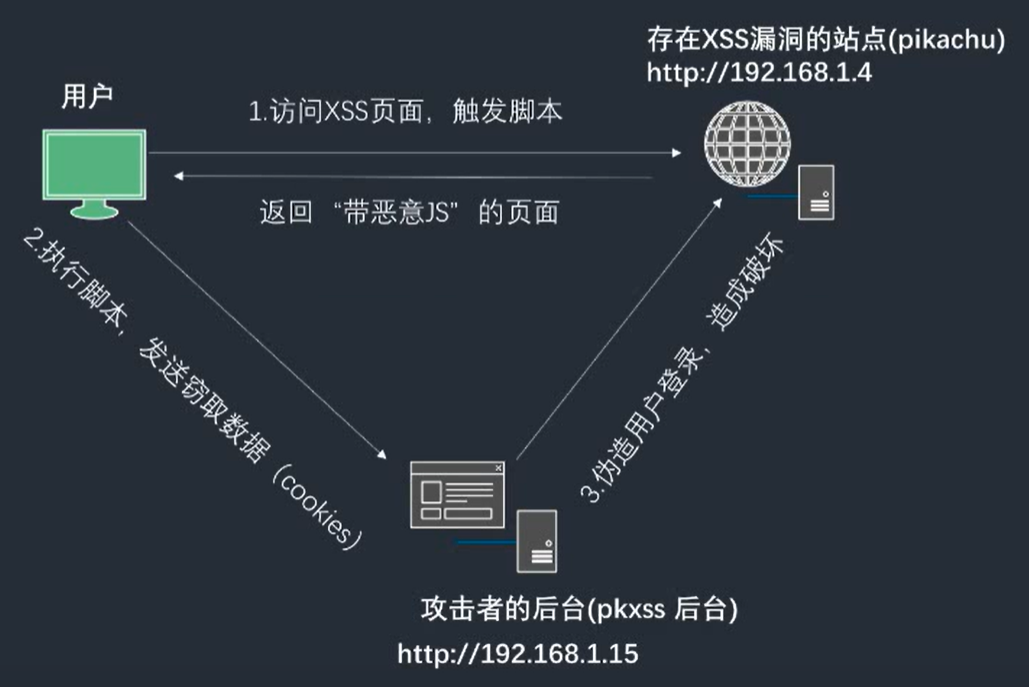 存在XSS漏洞的站点(pikachu)
http://192.168.1.4
用户
1.访问XSS页面，触发脚本
返回 “带恶意JS” 的页面
2.执行脚本，发送窃取数据（cookies）
3.伪造用户登录，造成破坏
攻击者的后台(pkxss 后台)
http://192.168.1.15